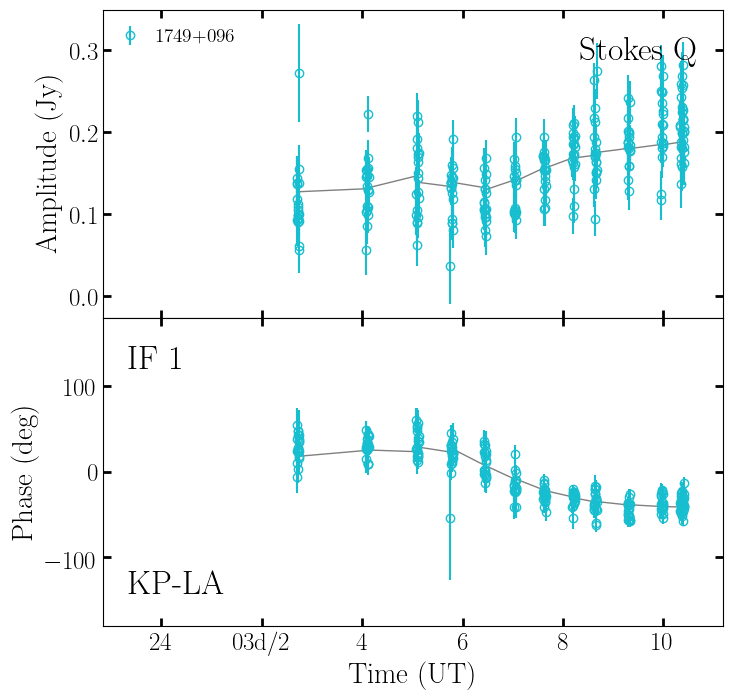 1749+096
Stokes Q
0.3
0.2
0.1
0.0
Amplitude (Jy)
IF 1
100
0
−100
Phase (deg)
KP-LA
24 03d/2 4 6 8 10
Time (UT)